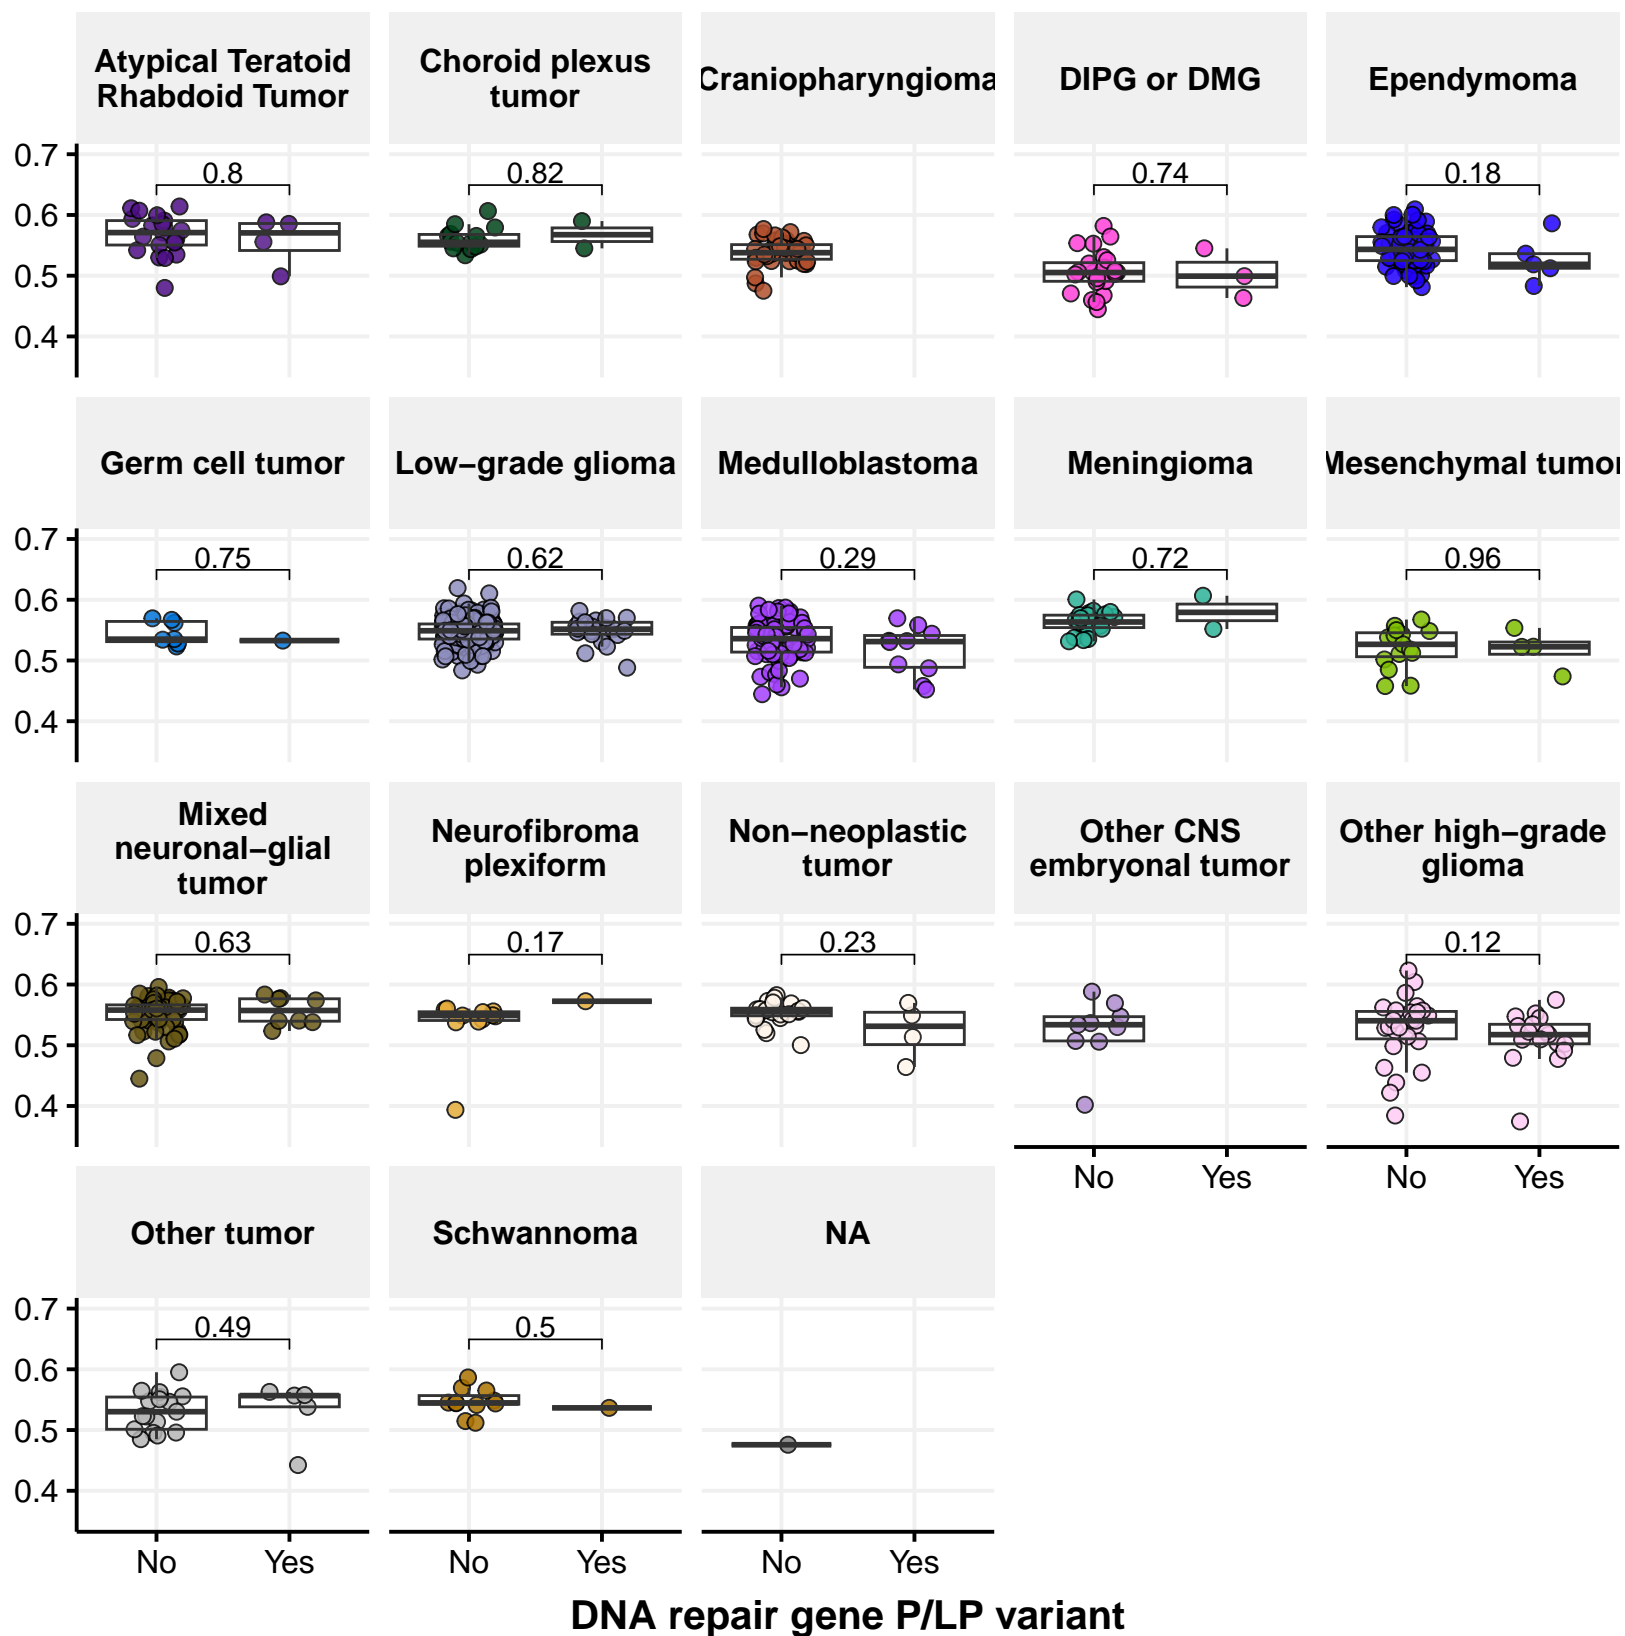 Atypical Teratoid
Rhabdoid Tumor
Choroid plexus
tumor
Craniopharyngioma
DIPG or DMG
Ependymoma
0.7
0.6
0.5
0.4
0.8
0.82
0.74
0.18
Germ cell tumor
Low−grade glioma
Medulloblastoma
Meningioma
Mesenchymal tumor
0.7
0.6
0.5
0.4
0.75
0.62
0.29
0.72
0.96
Mixed
neuronal−glial
tumor
Neurofibroma
plexiform
Non−neoplastic
tumor
Other CNS
embryonal tumor
Other high−grade
glioma
0.7
0.6
0.5
0.4
0.63
0.17
0.23
0.12
No
Yes
No
Yes
Other tumor
Schwannoma
NA
0.7
0.6
0.5
0.4
0.49
0.5
No
Yes
No
Yes
No
Yes
DNA repair gene P/LP variant